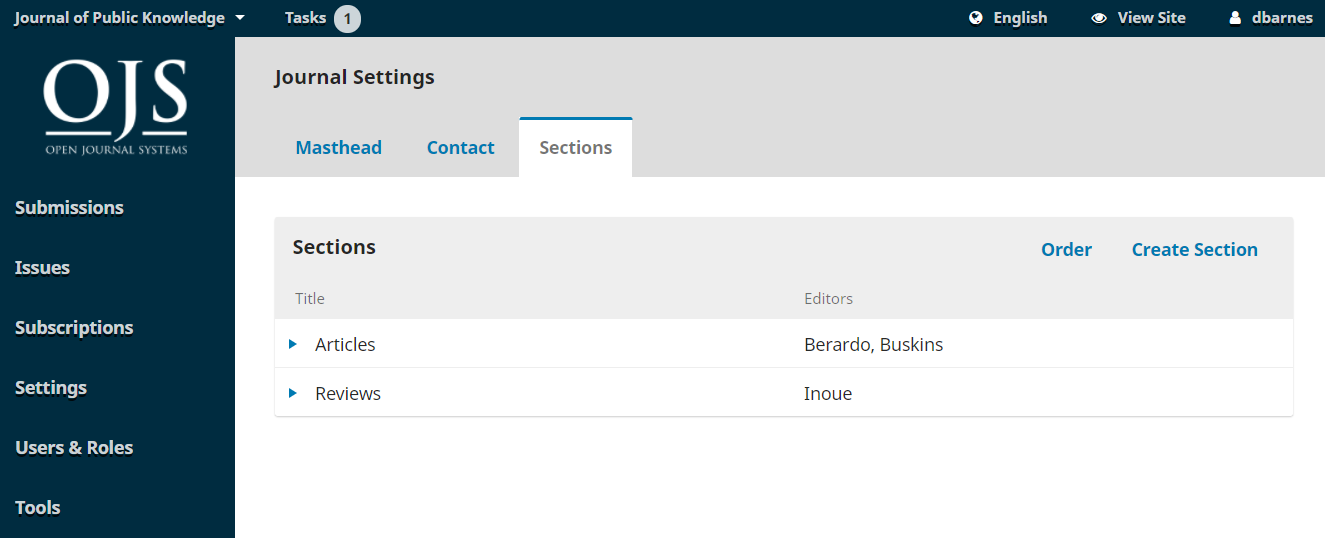 Journal of Public Knowledge Tasks 1 English View Site dbarnes
OJS
OPEN JOURNAL SYSTEMS
Submissions
Issues
Subscriptions
Settings
Users & Roles
Tools
Journal Settings
Masthead Contact Sections
Sections Order Create Section
Title Editors
Articles Berardo, Buskins
Reviews Inoue